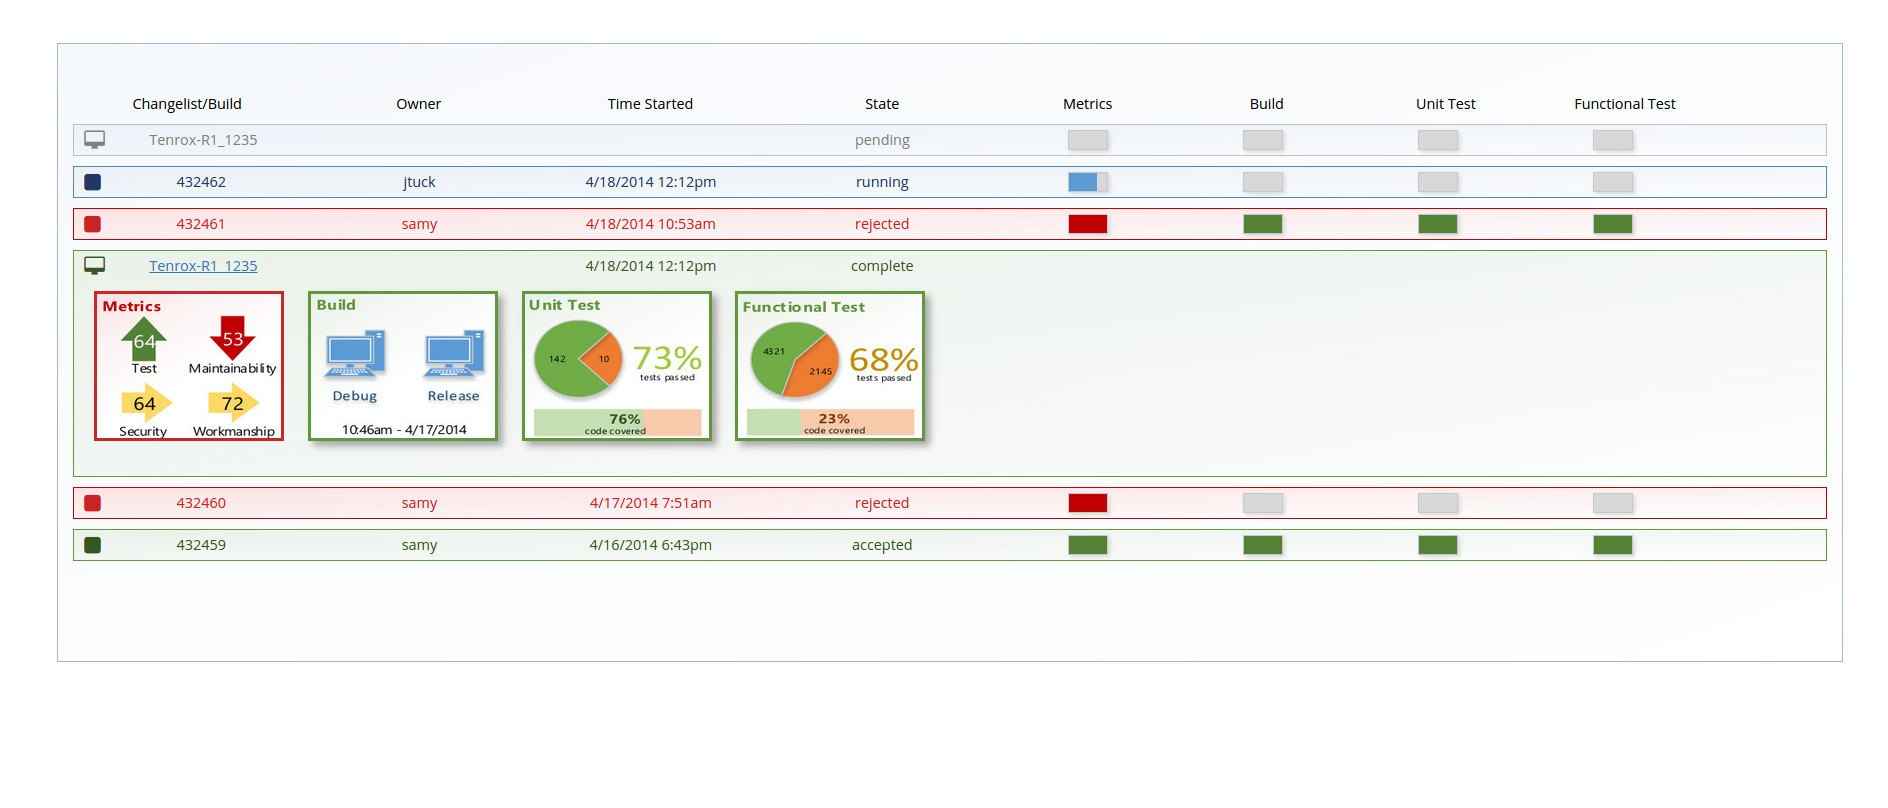 Changelist/Build Owner Time Started State Metrics Build Unit Test Functional Test
Tenrox-R1_1235 pending
432462 jtuck 4/18/2014 12:12pm running
432461 samy 4/18/2014 10:53am rejected
Tenrox-R1_1235 4/18/2014 12:12pm complete
Metrics
64 53
Test Maintainability
64 72
Security Workmanship
Build
Debug Release
10:46am - 4/17/2014
Unit Test
142 10 73%
tests passed
76%
code covered
Functional Test
4321 2145 68%
tests passed
23%
code covered
432460 samy 4/17/2014 7:51am rejected
432459 samy 4/16/2014 6:43pm accepted